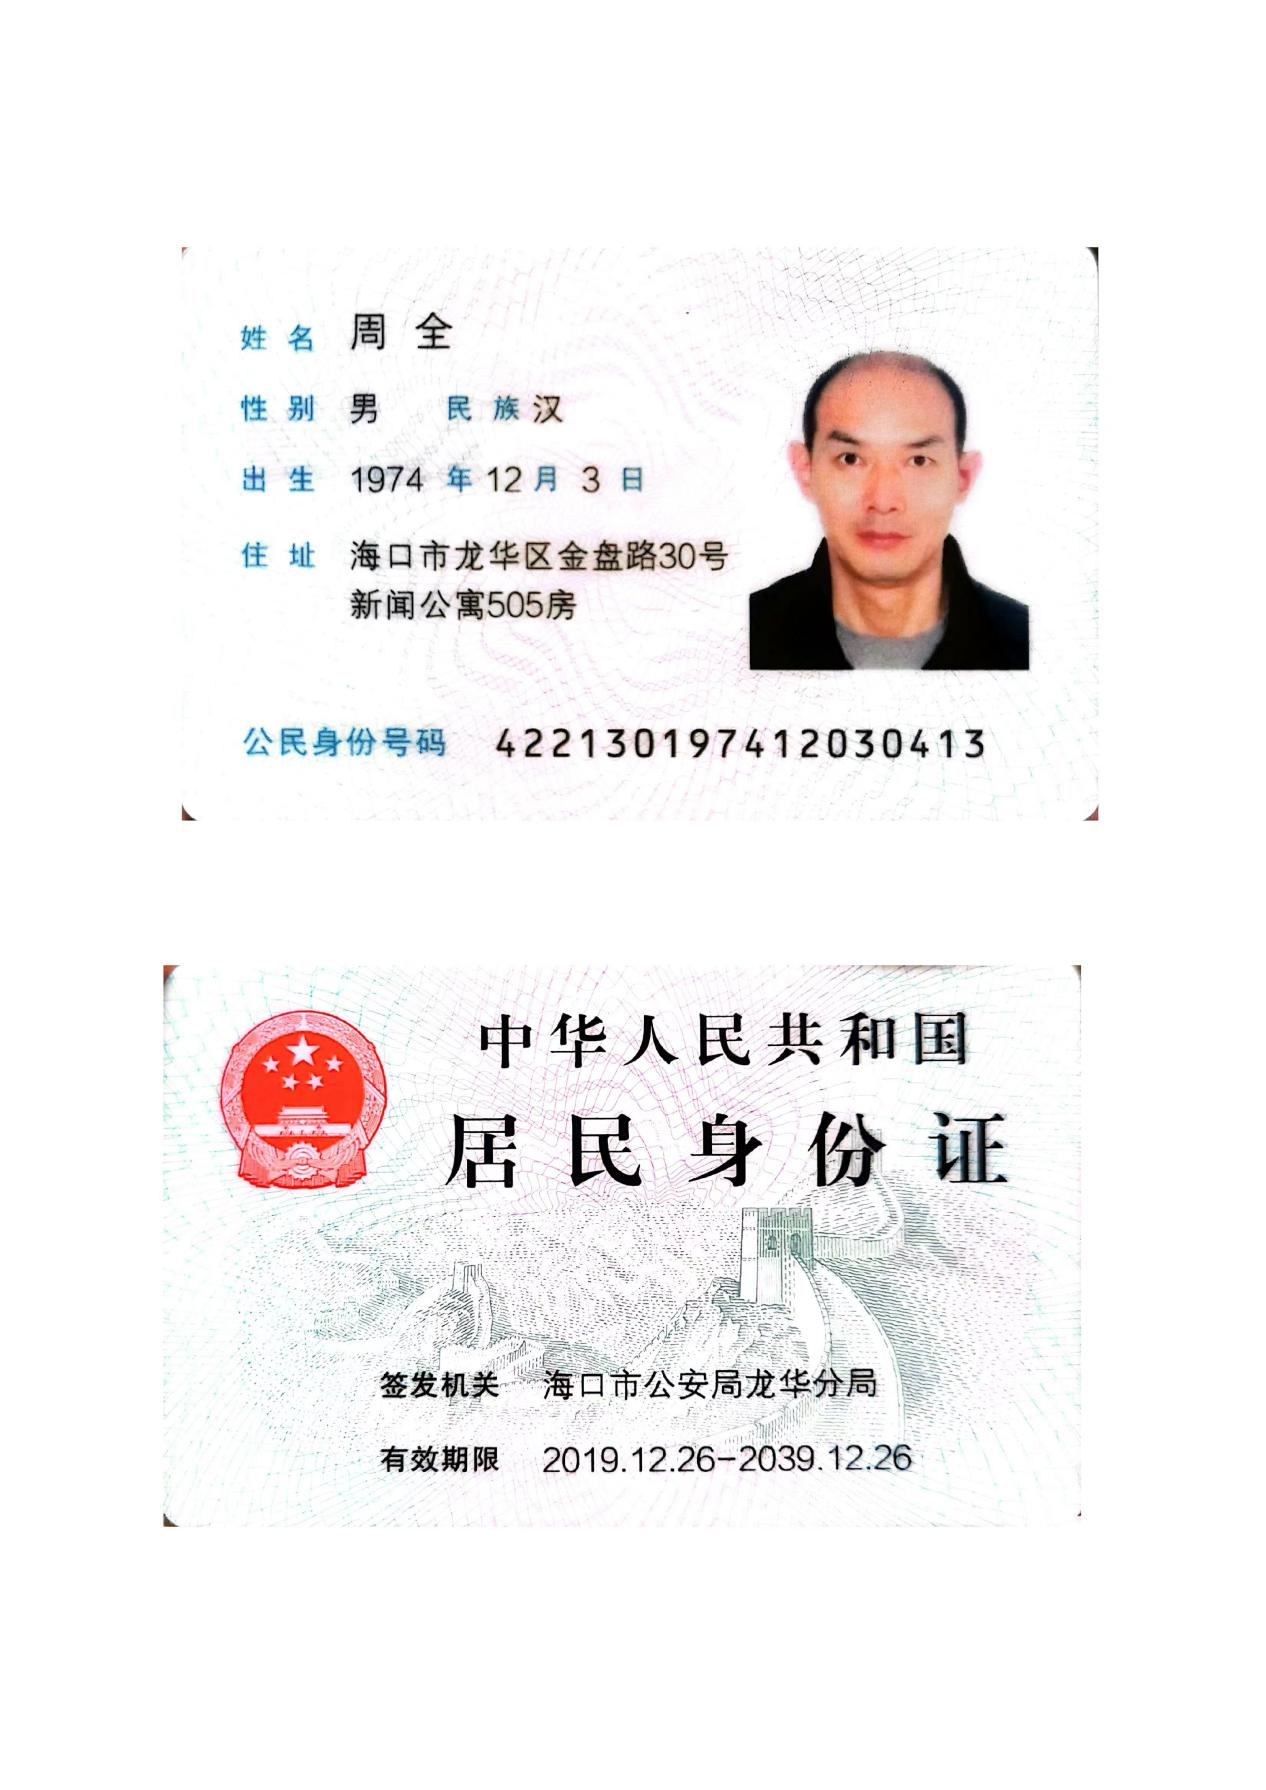 姓名 周全
性别 男 民族 汉
出生 1974 年 12 月 3 日
住址 海口市龙华区金盘路30号
新闻公寓505房
公民身份号码 422130197412030413
中华人民共和国
居民身份证
签发机关 海口市公安局龙华分局
有效期限 2019.12.26-2039.12.26